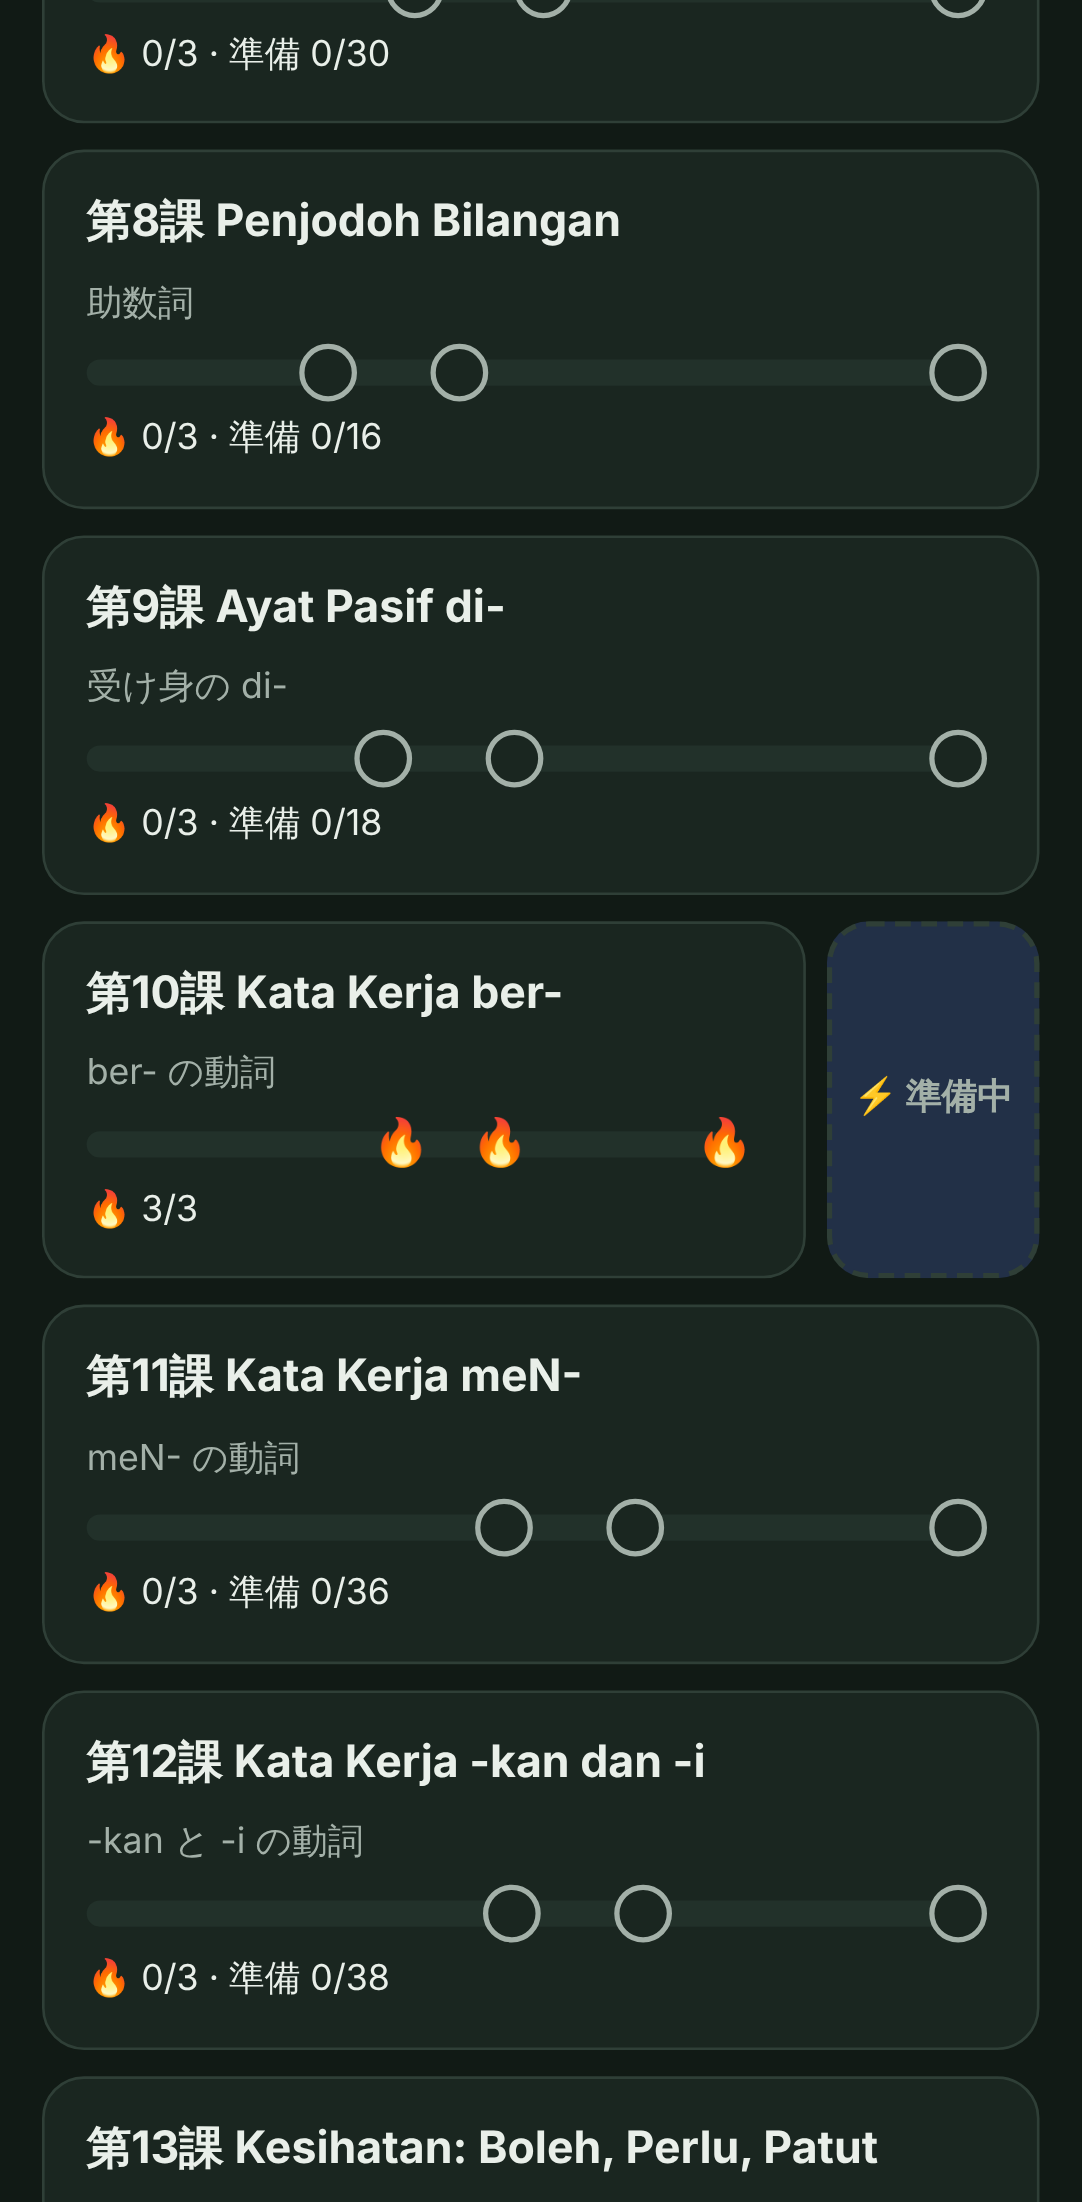 🔥 0/3 · 準備 0/30
第8課 Penjodoh Bilangan
助数詞
🔥 0/3 · 準備 0/16
第9課 Ayat Pasif di-
受け身の di-
🔥 0/3 · 準備 0/18
第10課 Kata Kerja ber-
ber- の動詞
🔥 3/3
⚡ 準備中
第11課 Kata Kerja meN-
meN- の動詞
🔥 0/3 · 準備 0/36
第12課 Kata Kerja -kan dan -i
-kan と -i の動詞
🔥 0/3 · 準備 0/38
第13課 Kesihatan: Boleh, Perlu, Patut